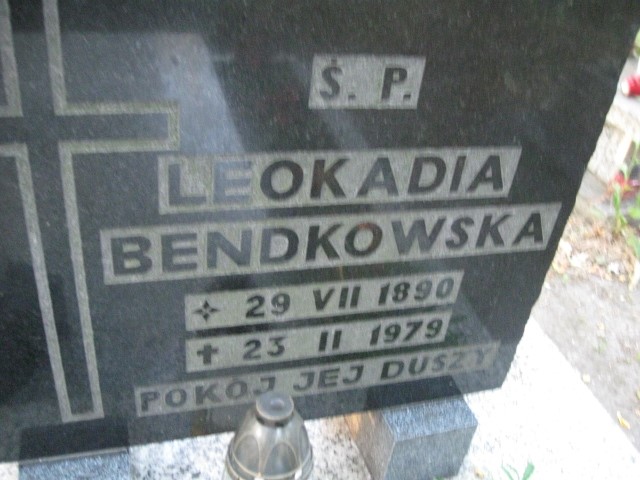 Ś. P.
LEOKADIA
BENDKOWSKA
✧ 29 VII 1890
✝ 23 II 1979
POKÓJ JEJ DUSZY